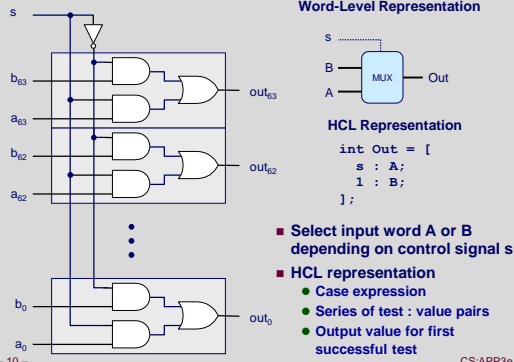 s
b63
a63
out63
b62
a62
out62
b0
a0
out0
Word-Level Representation
s
B
A
MUX
Out
HCL Representation
int Out = [
s : A;
1 : B;
];
Select input word A or B
depending on control signal s
HCL representation
Case expression
Series of test : value pairs
Output value for first
successful test
– 10 –
CS:APP3e